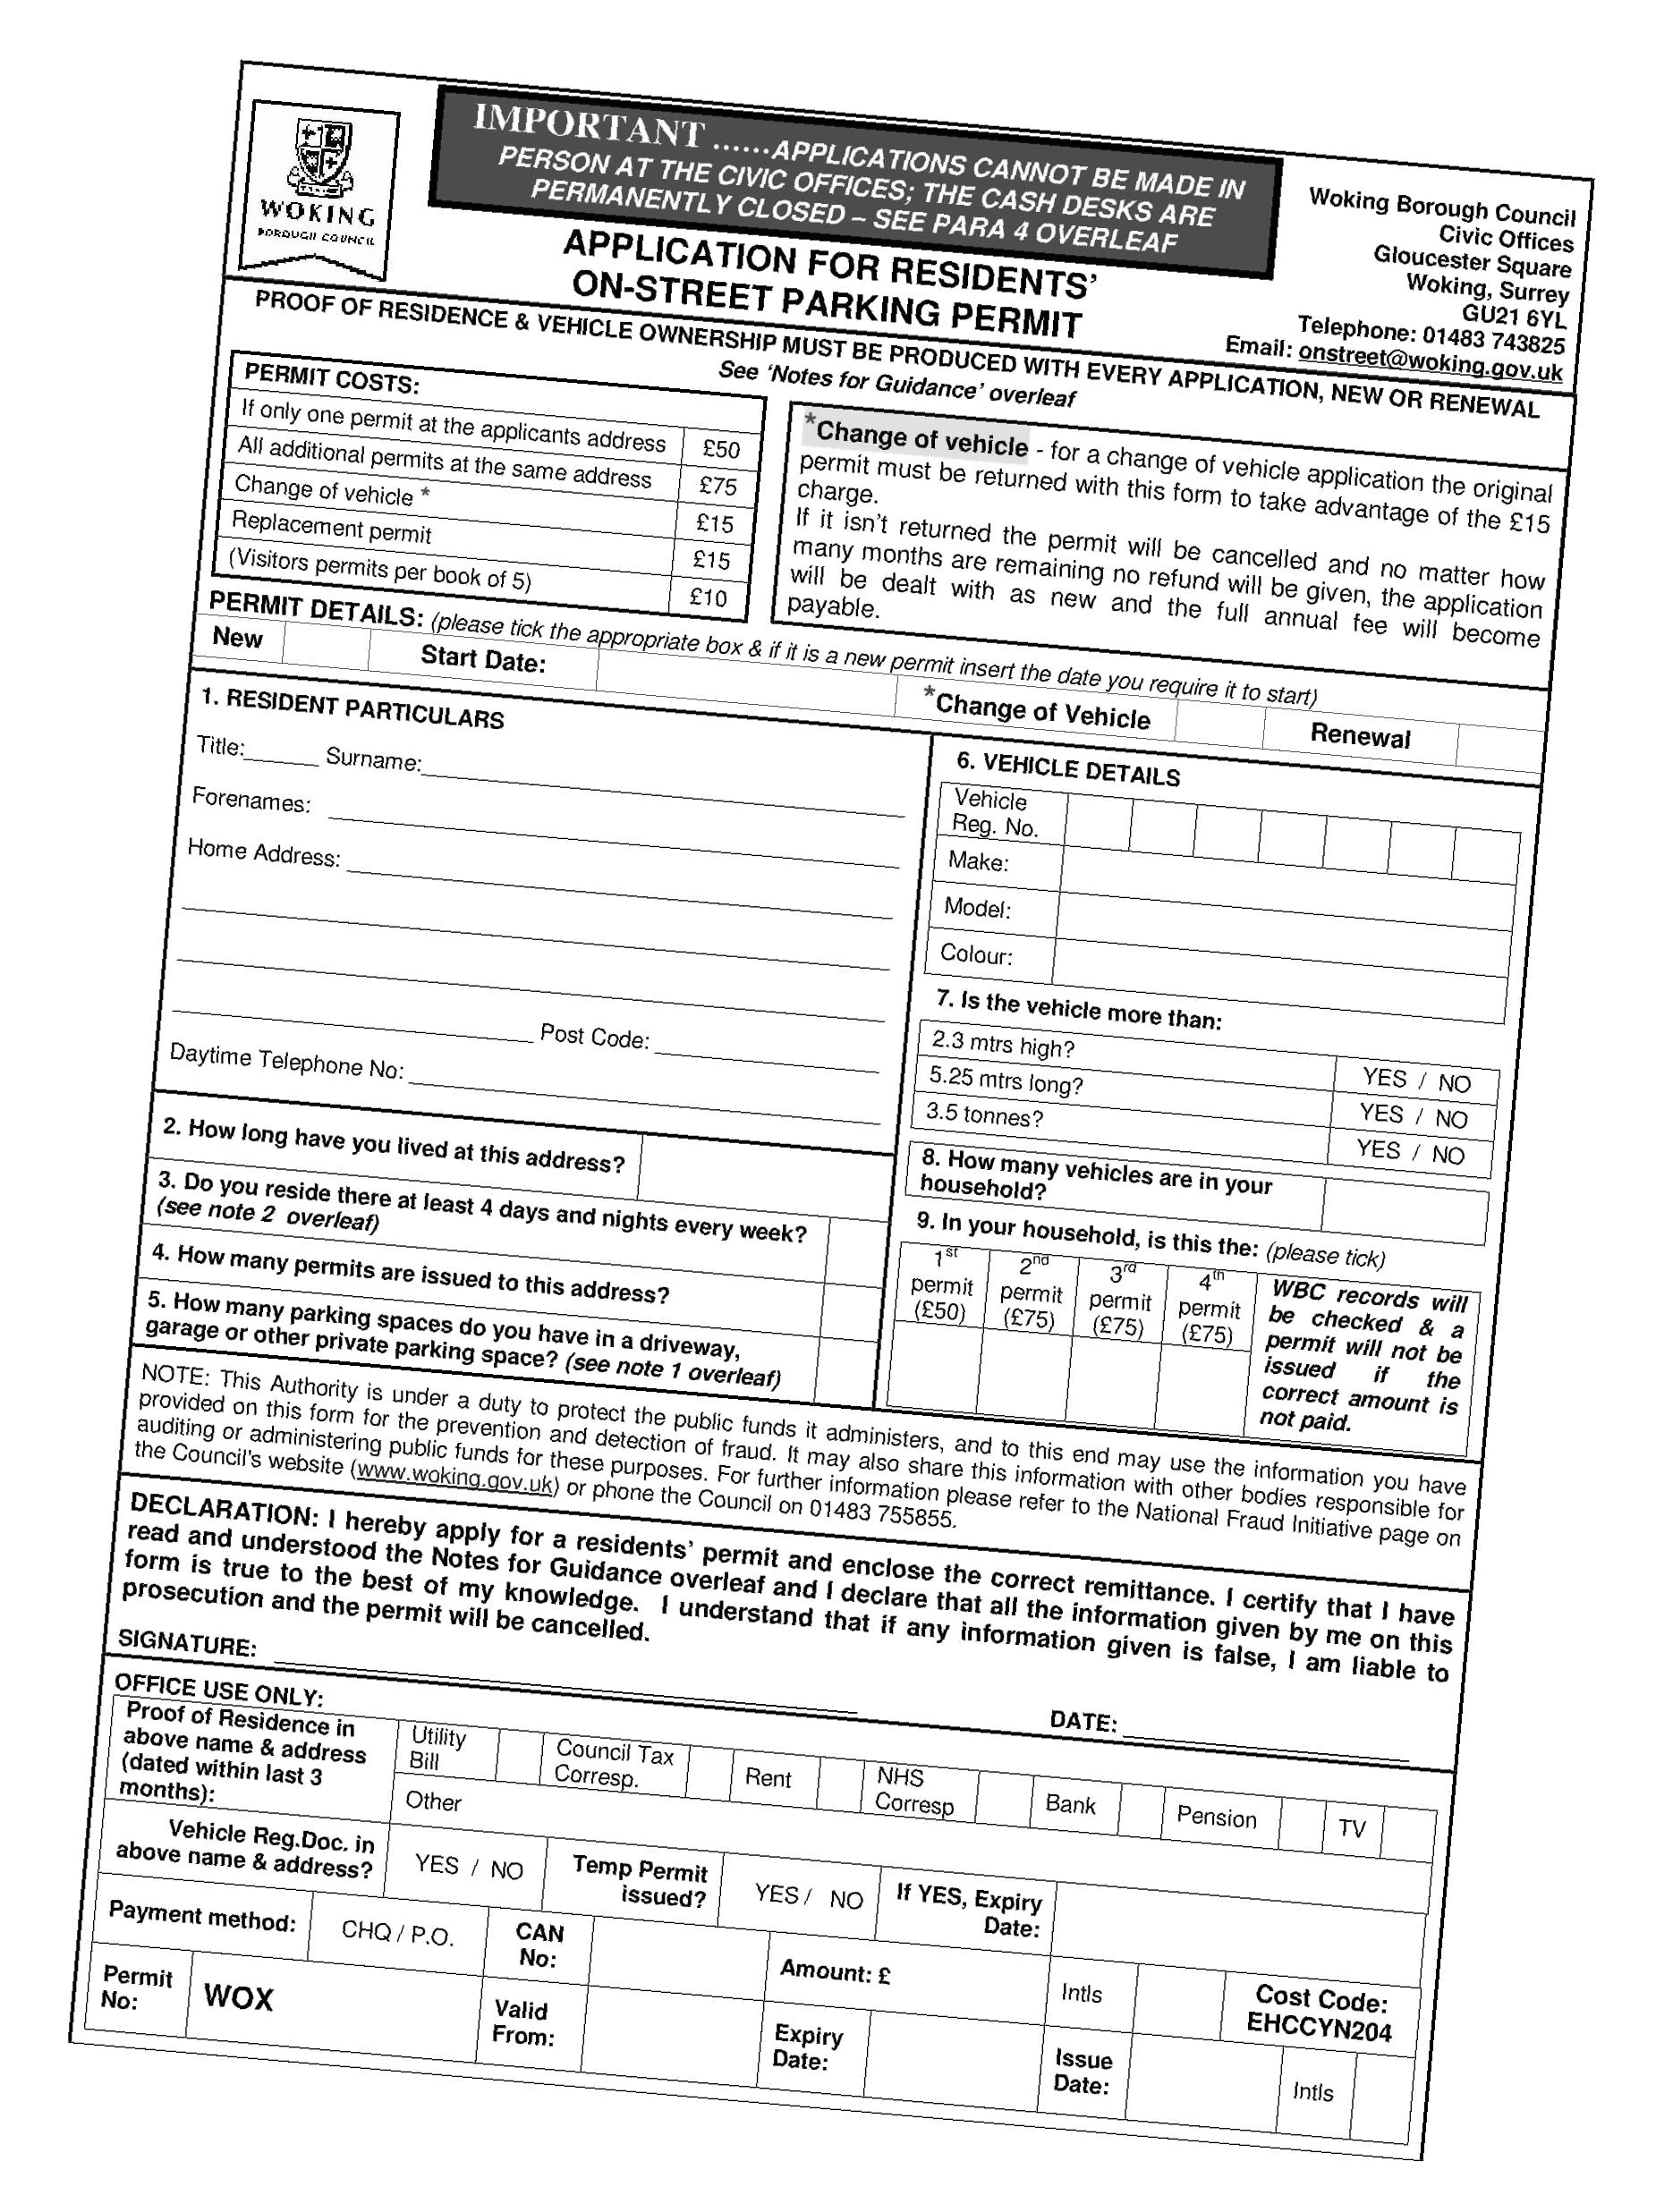 WOKING
BOROUGH COUNCIL
IMPORTANT ......APPLICATIONS CANNOT BE MADE IN
PERSON AT THE CIVIC OFFICES; THE CASH DESKS ARE
PERMANENTLY CLOSED – SEE PARA 4 OVERLEAF
APPLICATION FOR RESIDENTS’
ON-STREET PARKING PERMIT
Woking Borough Council
Civic Offices
Gloucester Square
Woking, Surrey
GU21 6YL
Telephone: 01483 743825
Email: onstreet@woking.gov.uk
PROOF OF RESIDENCE & VEHICLE OWNERSHIP MUST BE PRODUCED WITH EVERY APPLICATION, NEW OR RENEWAL
See ‘Notes for Guidance’ overleaf
PERMIT COSTS:
If only one permit at the applicants address £50
All additional permits at the same address £75
Change of vehicle * £15
Replacement permit £15
(Visitors permits per book of 5) £10
*Change of vehicle - for a change of vehicle application the original
permit must be returned with this form to take advantage of the £15
charge.
If it isn’t returned the permit will be cancelled and no matter how
many months are remaining no refund will be given, the application
will be dealt with as new and the full annual fee will become
payable.
PERMIT DETAILS: (please tick the appropriate box & if it is a new permit insert the date you require it to start)
New Start Date: *Change of Vehicle Renewal
1. RESIDENT PARTICULARS
Title:______ Surname:
Forenames:
Home Address:
Post Code:
Daytime Telephone No:
2. How long have you lived at this address?
3. Do you reside there at least 4 days and nights every week?
(see note 2 overleaf)
4. How many permits are issued to this address?
5. How many parking spaces do you have in a driveway,
garage or other private parking space? (see note 1 overleaf)
6. VEHICLE DETAILS
Vehicle
Reg. No.
Make:
Model:
Colour:
7. Is the vehicle more than:
2.3 mtrs high? YES / NO
5.25 mtrs long? YES / NO
3.5 tonnes? YES / NO
8. How many vehicles are in your
household?
9. In your household, is this the: (please tick)
1st permit (£50)
2nd permit (£75)
3rd permit (£75)
4th permit (£75)
WBC records will
be checked & a
permit will not be
issued if the
correct amount is
not paid.
NOTE: This Authority is under a duty to protect the public funds it administers, and to this end may use the information you have
provided on this form for the prevention and detection of fraud. It may also share this information with other bodies responsible for
auditing or administering public funds for these purposes. For further information please refer to the National Fraud Initiative page on
the Council's website (www.woking.gov.uk) or phone the Council on 01483 755855.
DECLARATION: I hereby apply for a residents’ permit and enclose the correct remittance. I certify that I have
read and understood the Notes for Guidance overleaf and I declare that all the information given by me on this
form is true to the best of my knowledge. I understand that if any information given is false, I am liable to
prosecution and the permit will be cancelled.
SIGNATURE:
DATE:
OFFICE USE ONLY:
Proof of Residence in
above name & address
(dated within last 3
months):
Utility
Bill
Council Tax
Corresp.
Rent
NHS
Corresp
Bank
Pension
TV
Other
Vehicle Reg.Doc. in
above name & address?
YES / NO
Temp Permit
issued?
YES / NO
If YES, Expiry
Date:
Payment method:
CHQ / P.O.
CAN
No:
Amount: £
Intls
Cost Code:
EHCCYN204
Permit
No:
WOX
Valid
From:
Expiry
Date:
Issue
Date:
Intls